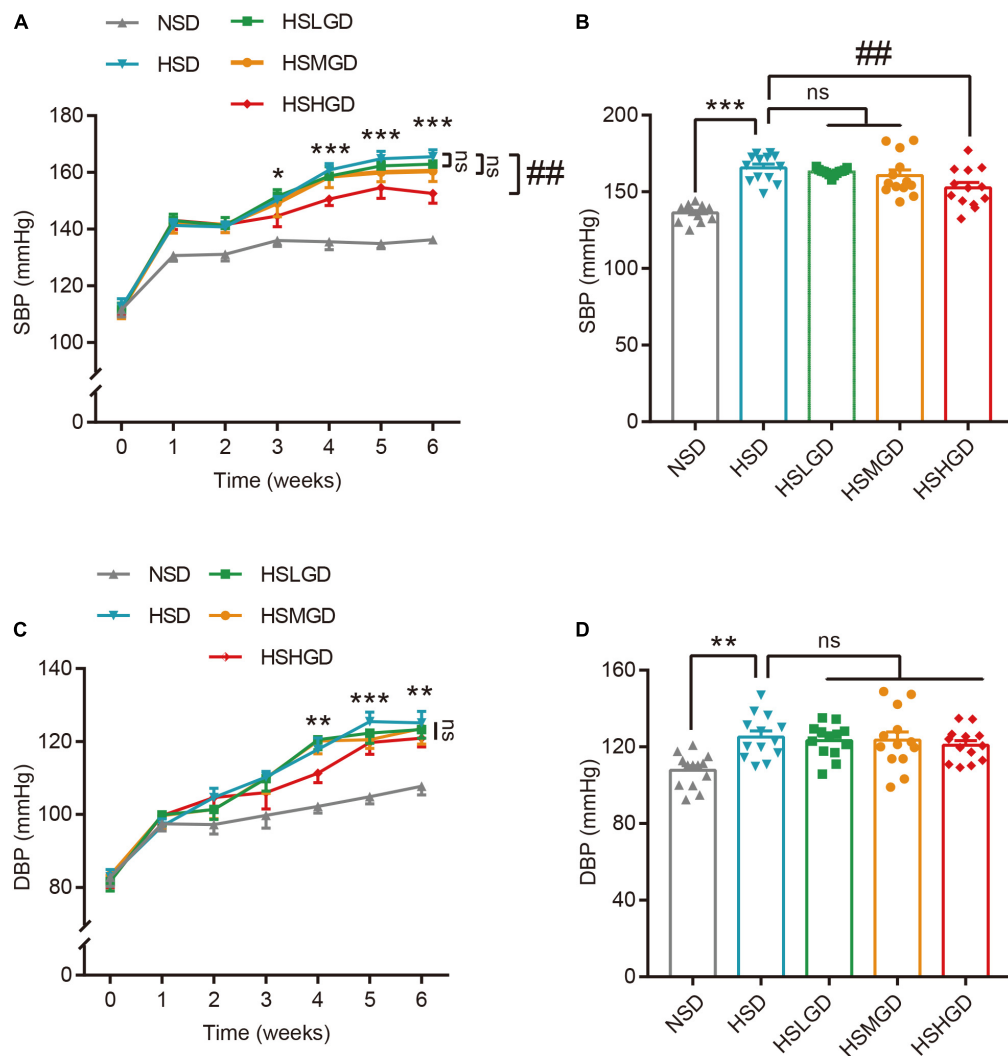 A
NSD
HSLGD
HSD
HSMGD
HSHGD
SBP (mmHg)
180
160
140
120
100
0
*
***
***
***
ns
ns
##
0 1 2 3 4 5 6
Time (weeks)
B
##
ns
***
SBP (mmHg)
200
150
100
50
0
NSD HSD HSLGD HSMGD HSHGD
C
NSD
HSLGD
HSD
HSMGD
HSHGD
DBP (mmHg)
140
120
100
80
0
**
***
**
ns
0 1 2 3 4 5 6
Time (weeks)
D
**
ns
DBP (mmHg)
160
120
80
40
0
NSD HSD HSLGD HSMGD HSHGD